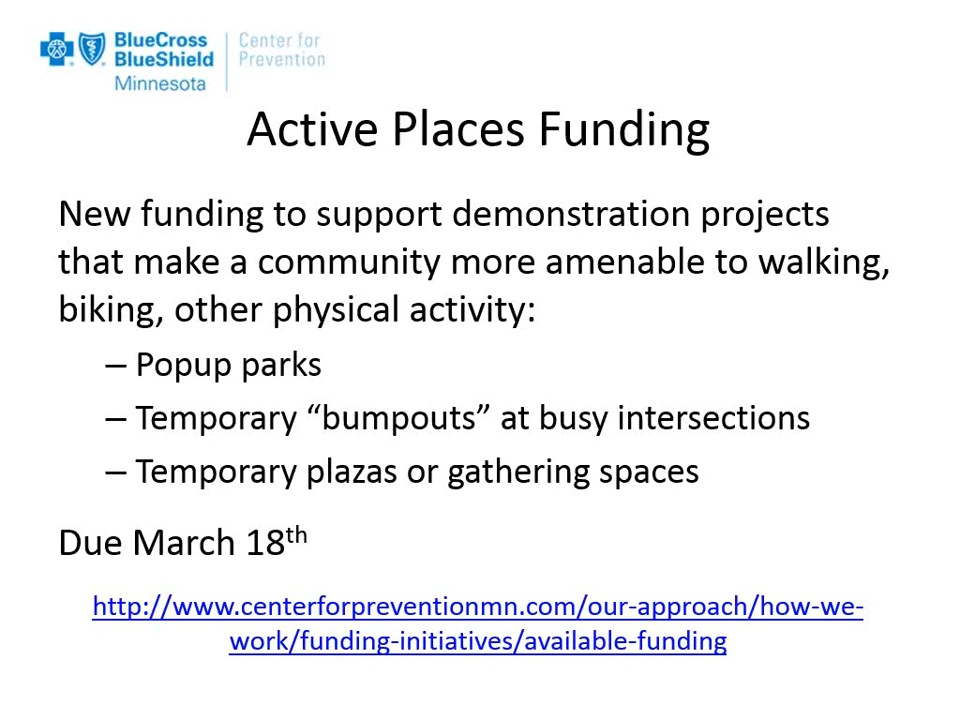 BlueCross
BlueShield
Minnesota
Center for
Prevention
Active Places Funding
New funding to support demonstration projects
that make a community more amenable to walking,
biking, other physical activity:
– Popup parks
– Temporary “bumpouts” at busy intersections
– Temporary plazas or gathering spaces
Due March 18th
http://www.centerforpreventionmn.com/our-approach/how-we-
work/funding-initiatives/available-funding